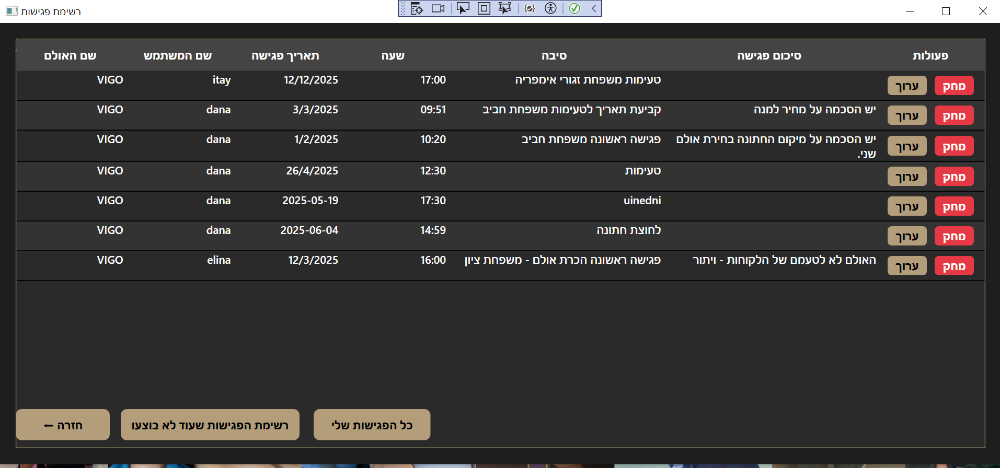 רשימת פגישות
שם האולם שם המשתמש תאריך פגישה שעה סיבה סיכום פגישה פעולות
VIGO itay 12/12/2025 17:00 טעימות משפחת זגורי אימפריה ערוך מחק
VIGO dana 3/3/2025 09:51 קביעת תאריך לטעימות משפחת חביב יש הסכמה על מחיר למנה ערוך מחק
VIGO dana 1/2/2025 10:20 פגישה ראשונה משפחת חביב יש הסכמה על מיקום החתונה בחירת אולם ערוך מחק
שני.
VIGO dana 26/4/2025 12:30 טעימות ערוך מחק
VIGO dana 2025-05-19 17:30 uinedni ערוך מחק
VIGO dana 2025-06-04 14:59 לחוצת חתונה ערוך מחק
VIGO elina 12/3/2025 16:00 פגישה ראשונה הכרת אולם - משפחת ציון האולם לא לטעמם של הלקוחות - ויתור ערוך מחק
חזרה ← רשימת הפגישות שעוד לא בוצעו כל הפגישות שלי